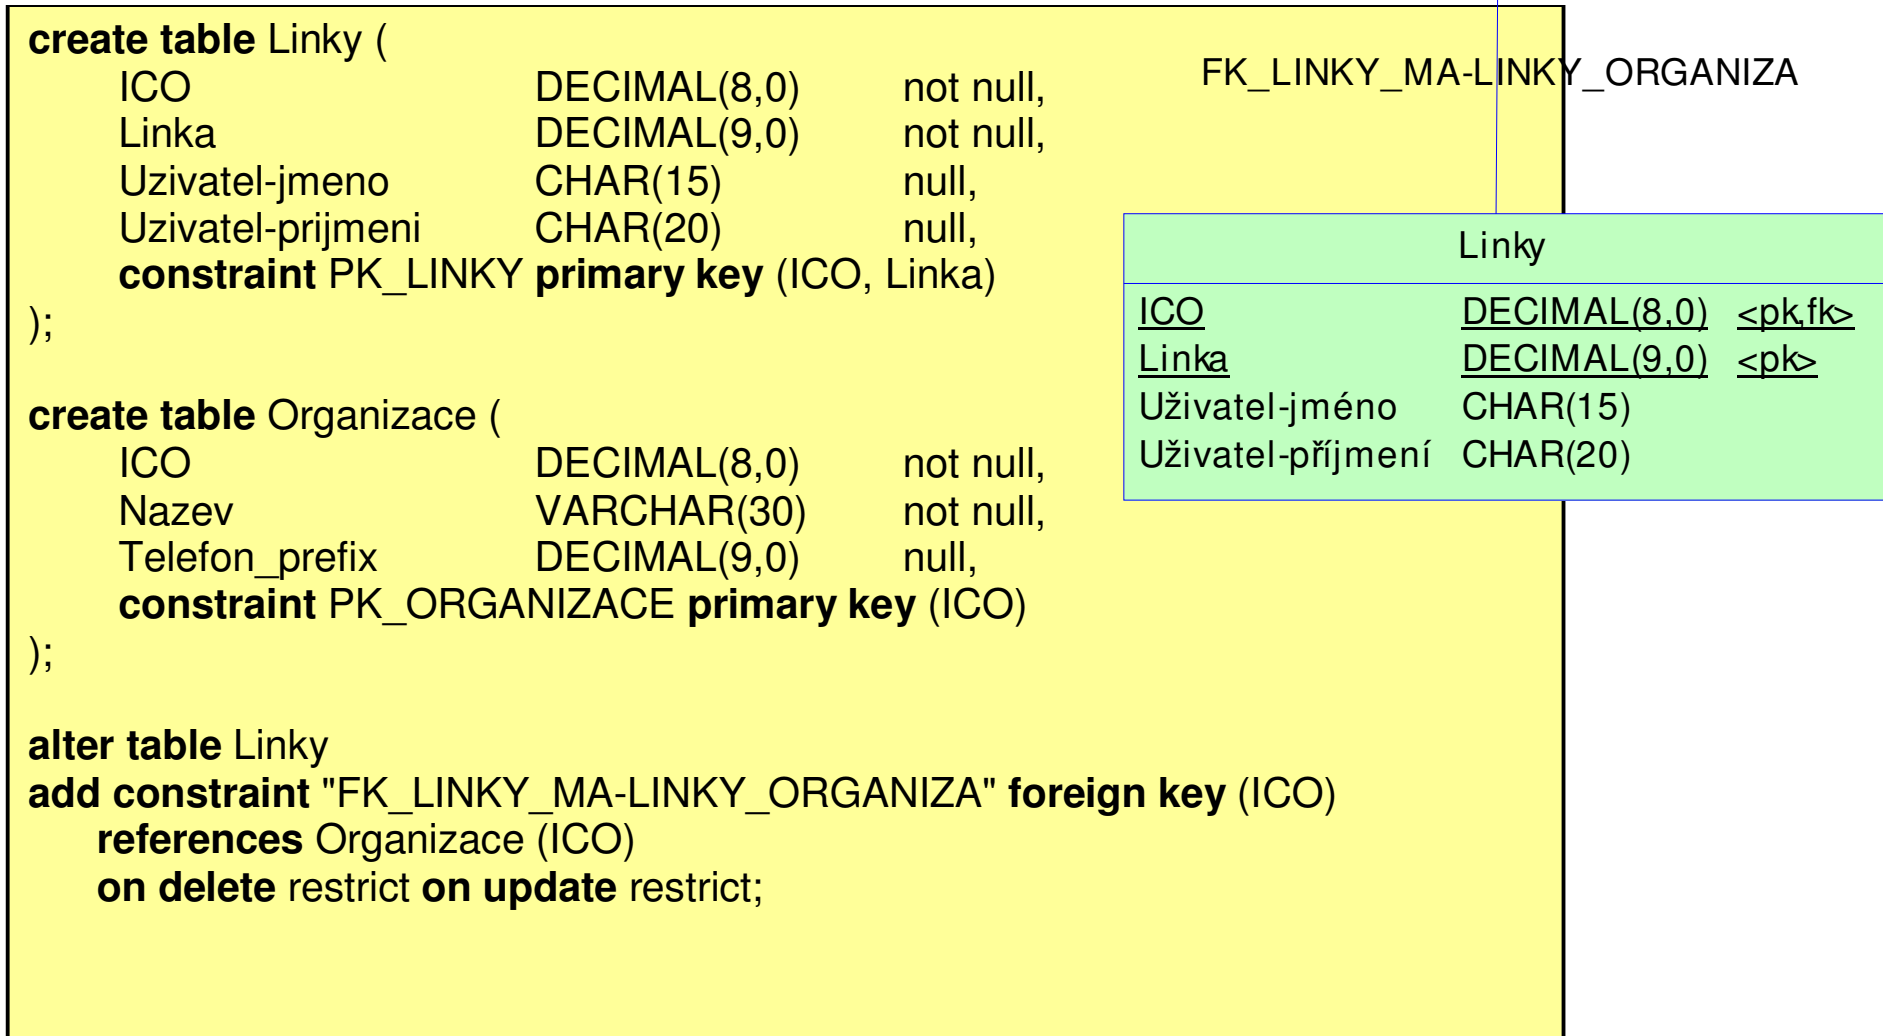 create table Linky (
ICO DECIMAL(8,0) not null,
Linka DECIMAL(9,0) not null,
Uzivatel-jmeno CHAR(15) null,
Uzivatel-prijmeni CHAR(20) null,
constraint PK_LINKY primary key (ICO, Linka)
);
create table Organizace (
ICO DECIMAL(8,0) not null,
Nazev VARCHAR(30) not null,
Telefon_prefix DECIMAL(9,0) null,
constraint PK_ORGANIZACE primary key (ICO)
);
alter table Linky
add constraint "FK_LINKY_MA-LINKY_ORGANIZA" foreign key (ICO)
references Organizace (ICO)
on delete restrict on update restrict;
FK_LINKY_MA-LINKY_ORGANIZA
Linky
ICO DECIMAL(8,0) <pk,fk>
Linka DECIMAL(9,0) <pk>
Uživatel-jméno CHAR(15)
Uživatel-příjmení CHAR(20)